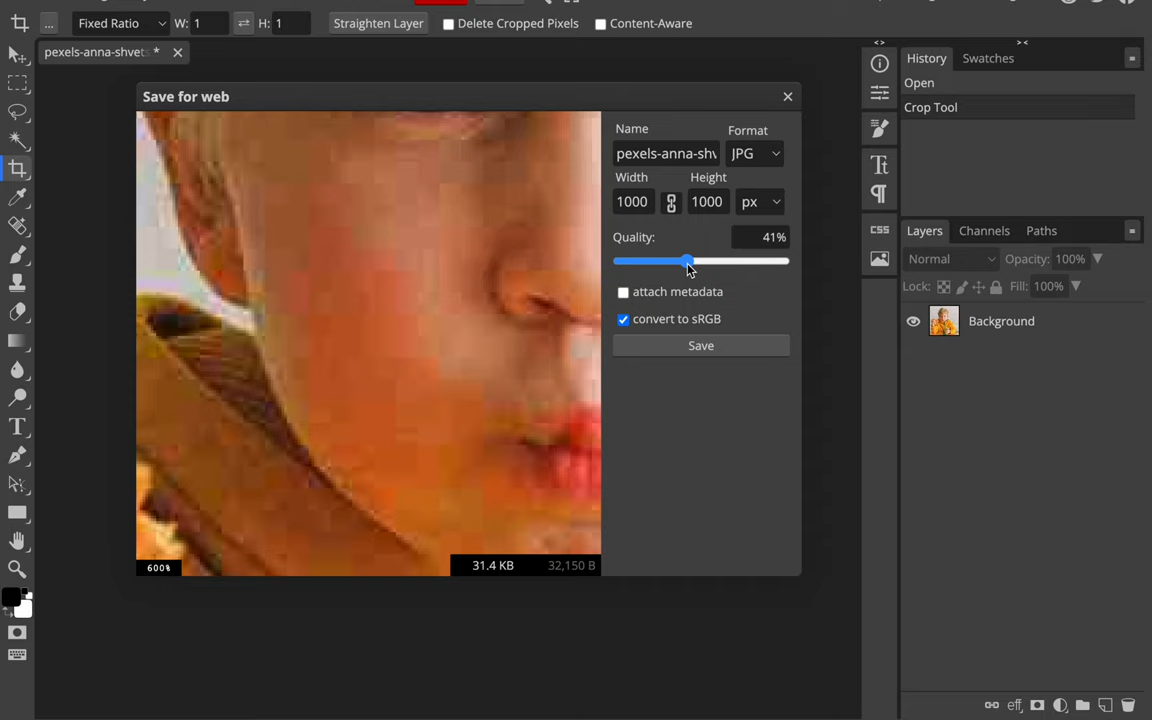 ... Fixed Ratio W: 1 H: 1 Straighten Layer Delete Cropped Pixels Content-Aware
pexels-anna-shvets *
Save for web
Name
Format
pexels-anna-shv JPG
Width Height
1000 1000 px
Quality: 41%
attach metadata
convert to sRGB
Save
600%
31.4 KB 32,150 B
< > > <
History Swatches
Open
Crop Tool
CSS
Layers Channels Paths
Normal Opacity: 100%
Lock: Fill: 100%
Background
eff